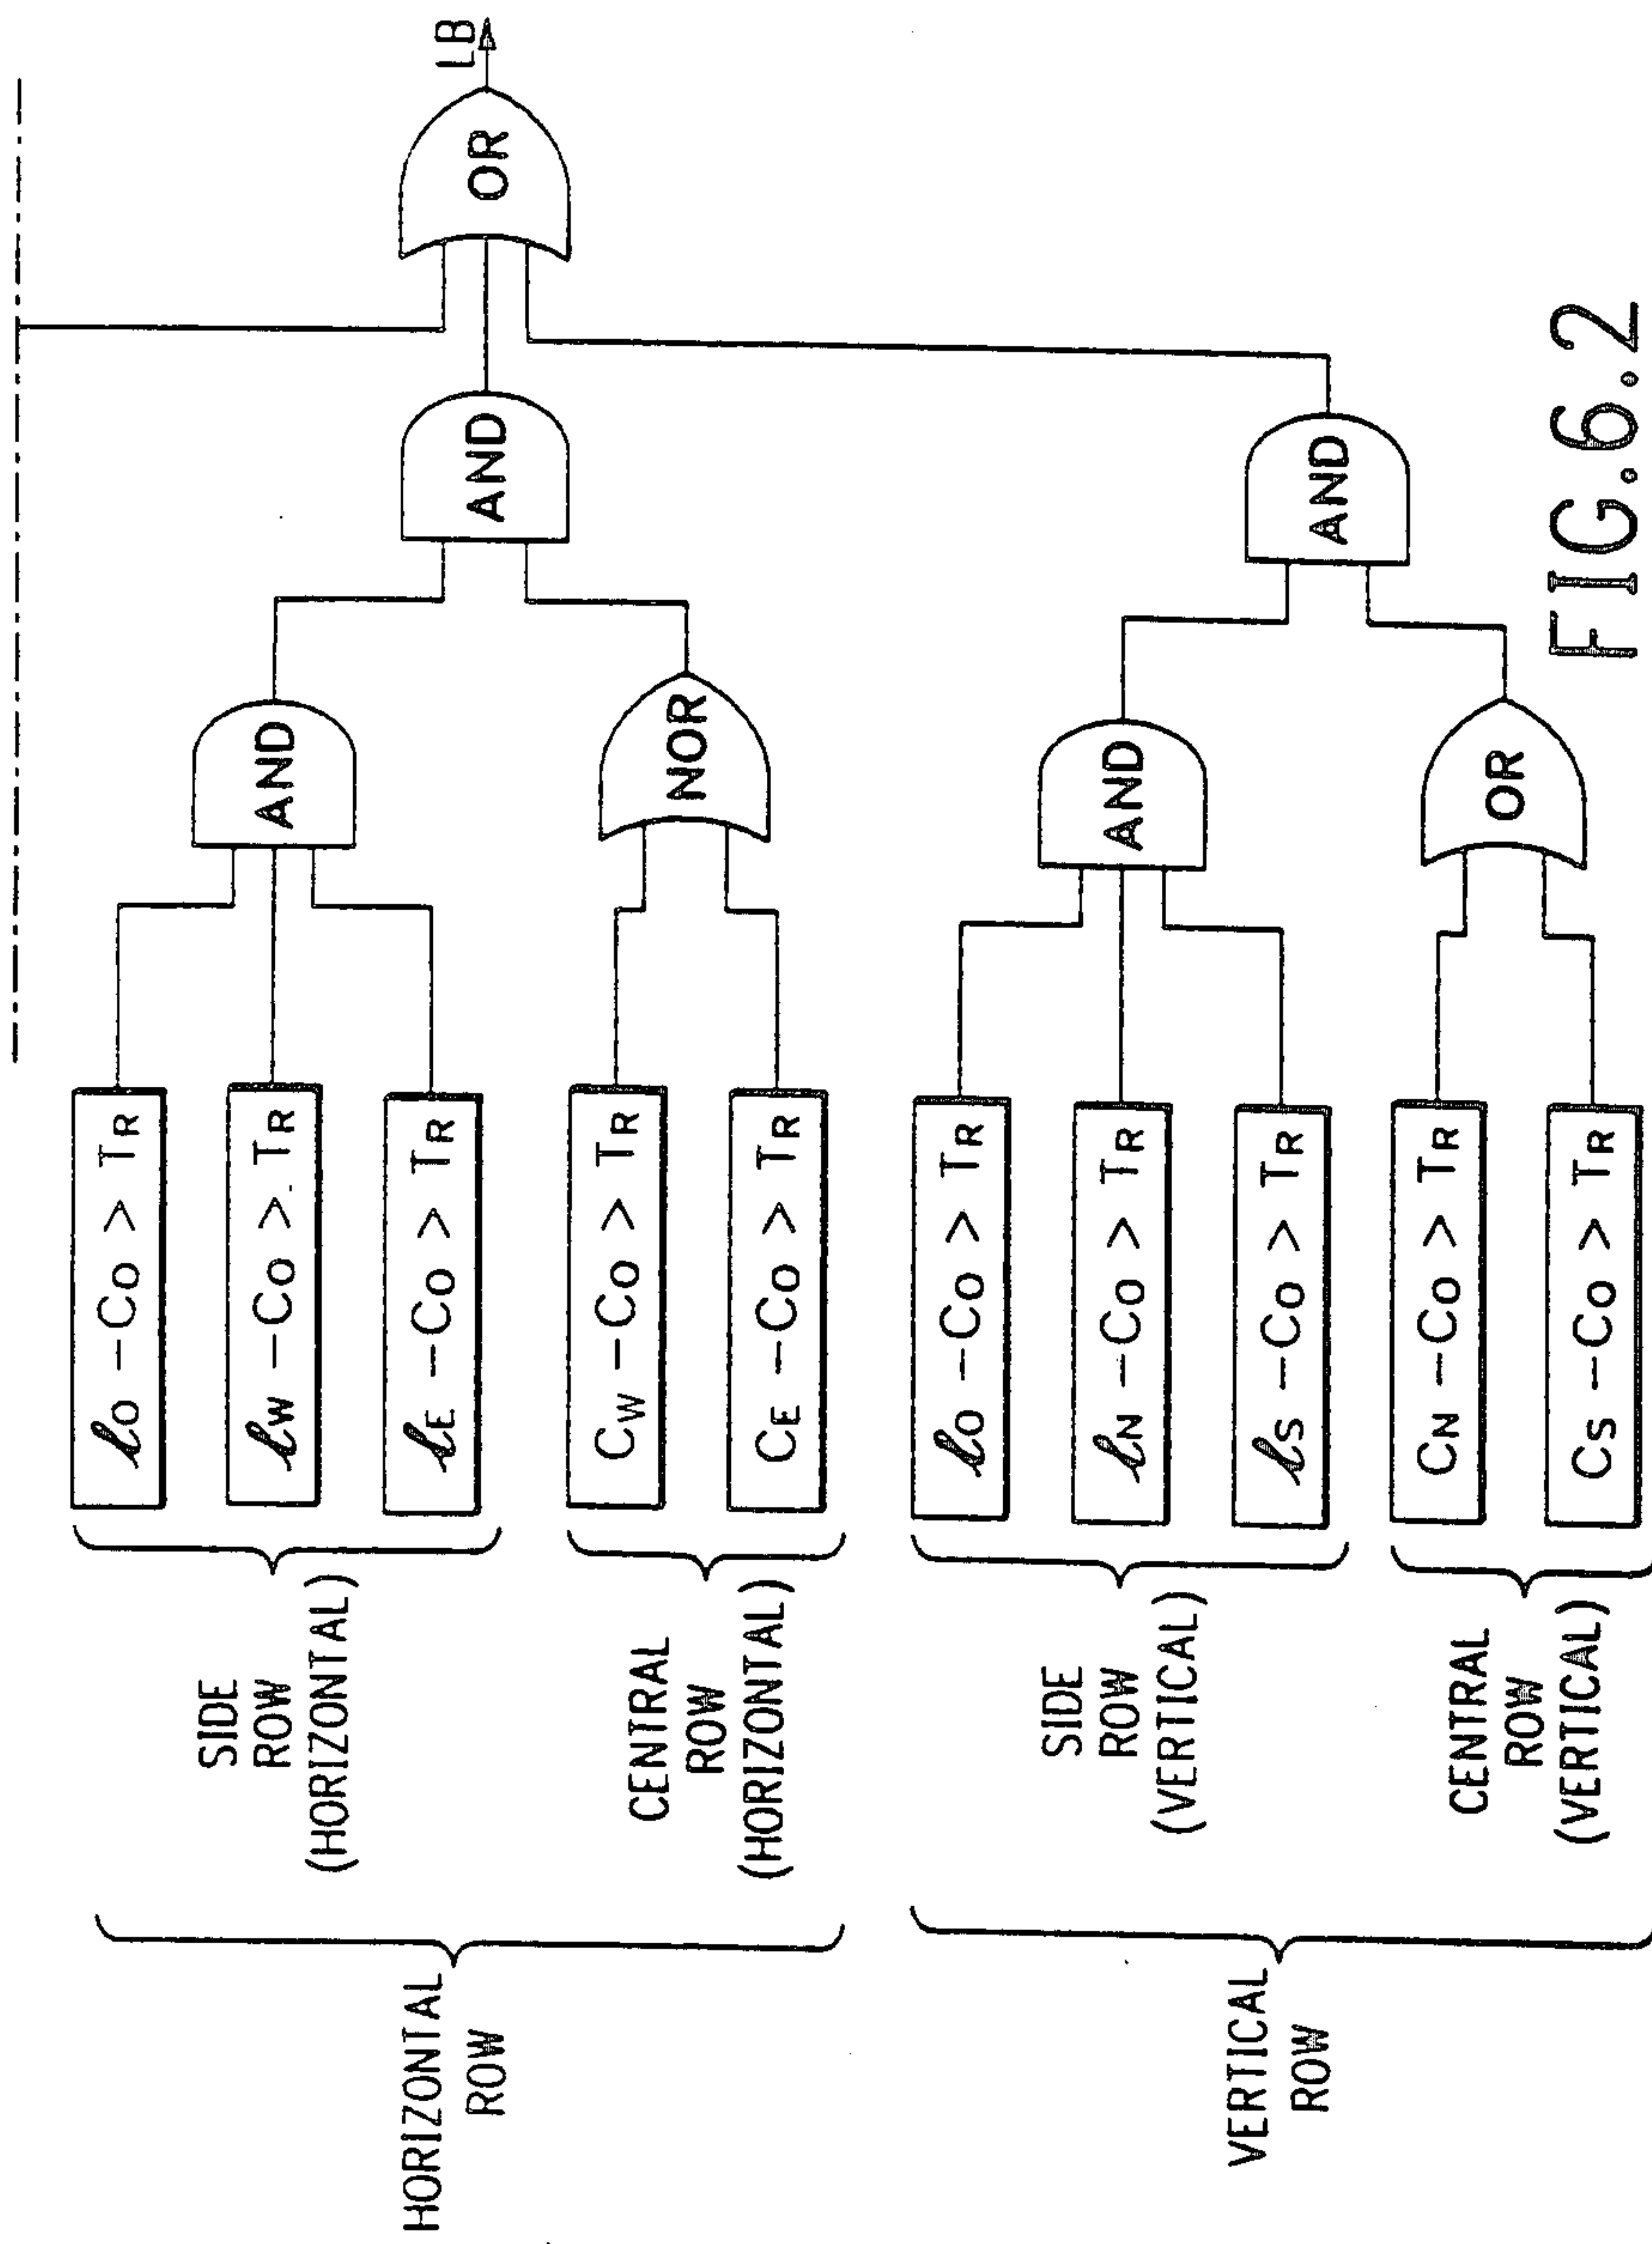 HORIZONTAL
ROW
SIDE
ROW
(HORIZONTAL)
ℓO – CO > TR
ℓW – CO > TR
ℓE – CO > TR
AND
CENTRAL
ROW
(HORIZONTAL)
CW – CO > TR
CE – CO > TR
NOR
AND
OR
LB
VERTICAL
ROW
SIDE
ROW
(VERTICAL)
ℓO – CO > TR
ℓN – CO > TR
ℓS – CO > TR
AND
CENTRAL
ROW
(VERTICAL)
CN – CO > TR
CS – CO > TR
OR
AND
FIG.6.2